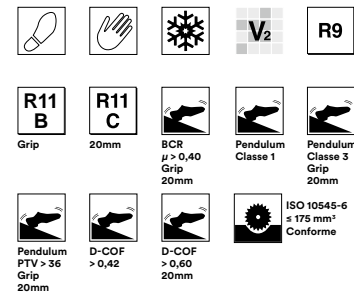 V2
R9
R11
B
Grip
R11
C
20mm
BCR
μ > 0,40
Grip
20mm
Pendulum
Classe 1
Pendulum
Classe 3
Grip
20mm
Pendulum
PTV > 36
Grip
20mm
D-COF
> 0,42
D-COF
> 0,60
20mm
ISO 10545-6
≤ 175 mm³
Conforme